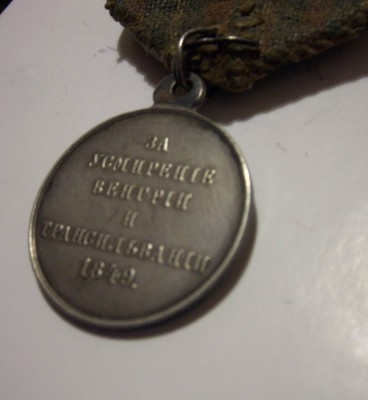 ЗА
УСМИРЕНІЕ
ВЕНГРІИ
И
ТРАНСИЛЬВАНІИ
1849.